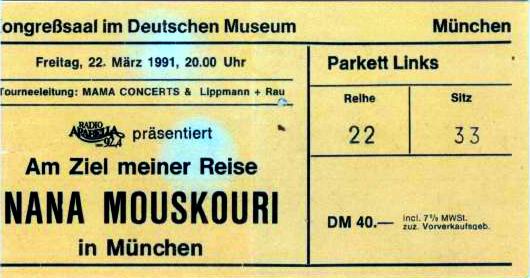 ongreßsaal im Deutschen Museum München
Freitag, 22. März 1991, 20.00 Uhr
Tourneeleitung: MAMA CONCERTS & Lippmann + Rau
RADIO ARABELLA 92,4 präsentiert
Am Ziel meiner Reise
NANA MOUSKOURI
in München
Parkett Links
Reihe Sitz
22 33
DM 40.— incl. 7% MWSt.
zuz. Vorverkaufsgeb.